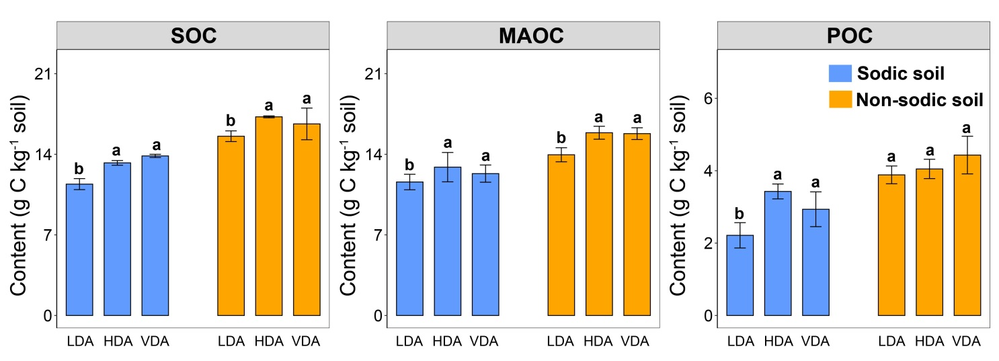 SOC
Content (g C kg⁻¹ soil)
21
14
7
0
b
a
a
b
a
a
LDA HDA VDA LDA HDA VDA
MAOC
Content (g C kg⁻¹ soil)
21
14
7
0
b
a
a
b
a
a
LDA HDA VDA LDA HDA VDA
POC
Sodic soil
Non-sodic soil
Content (g C kg⁻¹ soil)
6
4
2
0
b
a
a
a
a
a
LDA HDA VDA LDA HDA VDA